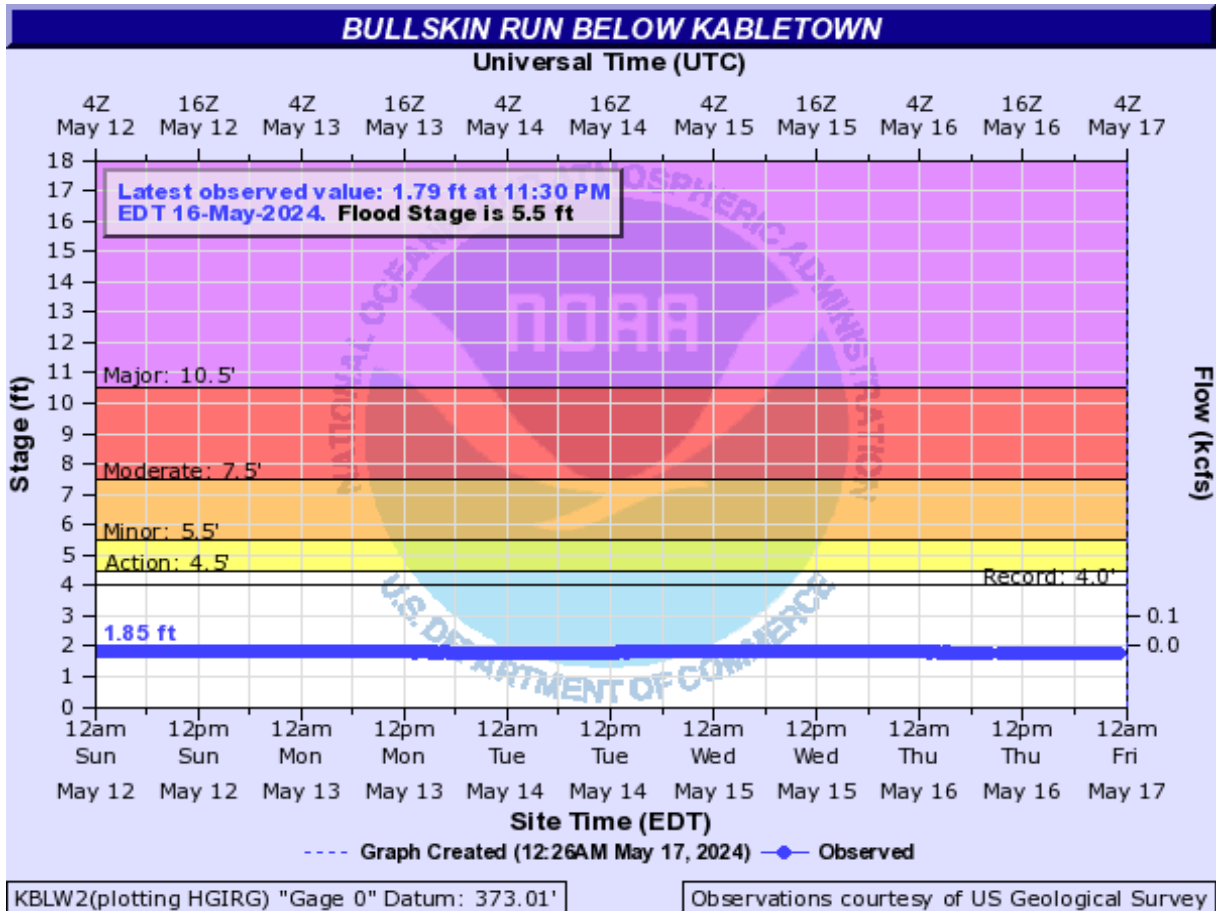 BULLSKIN RUN BELOW KABLETOWN
Universal Time (UTC)
4Z 16Z 4Z 16Z 4Z 16Z 4Z 16Z 4Z 16Z 4Z
May 12 May 12 May 13 May 13 May 14 May 14 May 15 May 15 May 16 May 16 May 17
Latest observed value: 1.79 ft at 11:30 PM
EDT 16-May-2024. Flood Stage is 5.5 ft
NATIONAL OCEANIC AND ATMOSPHERIC ADMINISTRATION
NOAA
U.S. DEPARTMENT OF COMMERCE
Stage (ft)
18
17
16
15
14
13
12
11
10
9
8
7
6
5
4
3
2
1
0
Major: 10.5'
Moderate: 7.5'
Minor: 5.5'
Action: 4.5'
Record: 4.0'
1.85 ft
Flow (kcfs)
0.1
0.0
12am 12pm 12am 12pm 12am 12pm 12am 12pm 12am 12pm 12am
Sun Sun Mon Mon Tue Tue Wed Wed Thu Thu Fri
May 12 May 12 May 13 May 13 May 14 May 14 May 15 May 15 May 16 May 16 May 17
Site Time (EDT)
Graph Created (12:26AM May 17, 2024) Observed
KBLW2(plotting HGIRG) "Gage 0" Datum: 373.01'
Observations courtesy of US Geological Survey